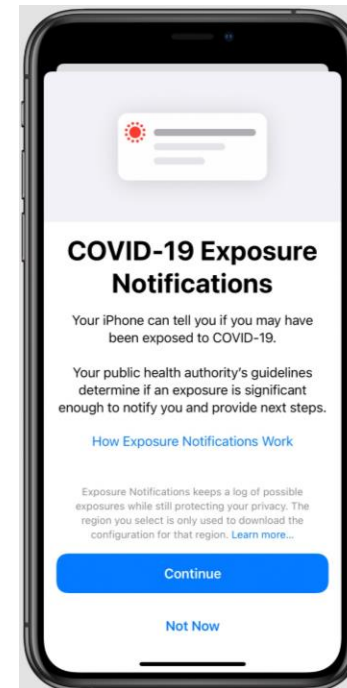 COVID-19 Exposure
Notifications
Your iPhone can tell you if you may have
been exposed to COVID-19.
Your public health authority's guidelines
determine if an exposure is significant
enough to notify you and provide next steps.
How Exposure Notifications Work
Exposure Notifications keeps a log of possible
exposures while still protecting your privacy. The
region you select is only used to download the
configuration for that region. Learn more...
Continue
Not Now